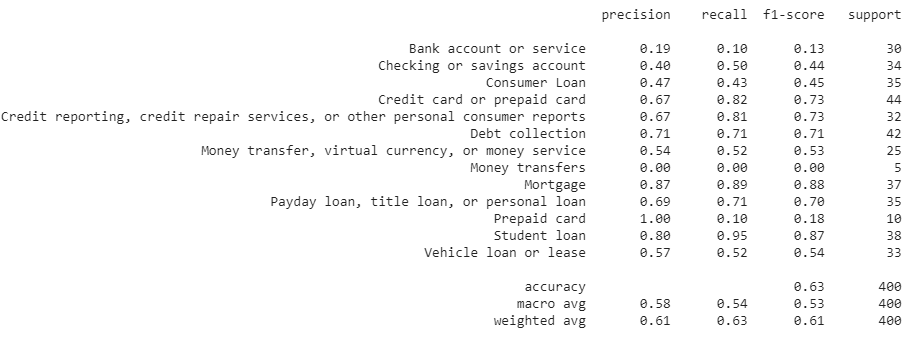 precision recall f1-score support
Bank account or service 0.19 0.10 0.13 30
Checking or savings account 0.40 0.50 0.44 34
Consumer Loan 0.47 0.43 0.45 35
Credit card or prepaid card 0.67 0.82 0.73 44
Credit reporting, credit repair services, or other personal consumer reports 0.67 0.81 0.73 32
Debt collection 0.71 0.71 0.71 42
Money transfer, virtual currency, or money service 0.54 0.52 0.53 25
Money transfers 0.00 0.00 0.00 5
Mortgage 0.87 0.89 0.88 37
Payday loan, title loan, or personal loan 0.69 0.71 0.70 35
Prepaid card 1.00 0.10 0.18 10
Student loan 0.80 0.95 0.87 38
Vehicle loan or lease 0.57 0.52 0.54 33
accuracy 0.63 400
macro avg 0.58 0.54 0.53 400
weighted avg 0.61 0.63 0.61 400